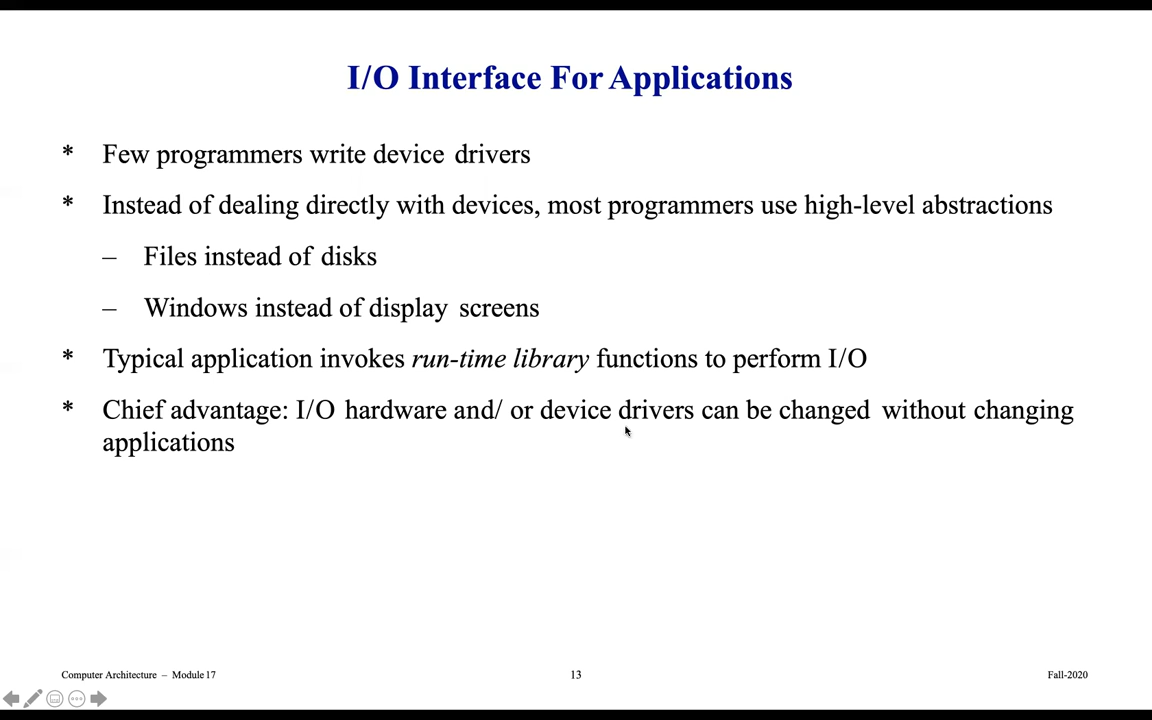 I/O Interface For Applications
* Few programmers write device drivers
* Instead of dealing directly with devices, most programmers use high-level abstractions
– Files instead of disks
– Windows instead of display screens
* Typical application invokes run-time library functions to perform I/O
* Chief advantage: I/O hardware and/ or device drivers can be changed without changing
applications
Computer Architecture – Module 17 13 Fall-2020